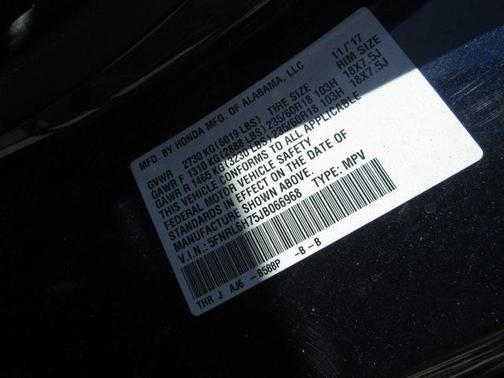 MFD. BY HONDA MFG. OF ALABAMA, LLC 11/'17
GVWR 2730 KG (6019 LBS) TIRE SIZE RIM SIZE
GAWR F 1310 KG (2888 LBS) 235/60R18 103H 18X7.5J
GAWR R 1465 KG (3230 LBS) 235/60R18 103H 18X7.5J
THIS VEHICLE CONFORMS TO ALL APPLICABLE
FEDERAL MOTOR VEHICLE SAFETY
STANDARDS IN EFFECT ON THE DATE OF
MANUFACTURE SHOWN ABOVE.
V.I.N.: 5FNRL6H75JB066968 TYPE: MPV
THR J AJ6 -B588P -B -B